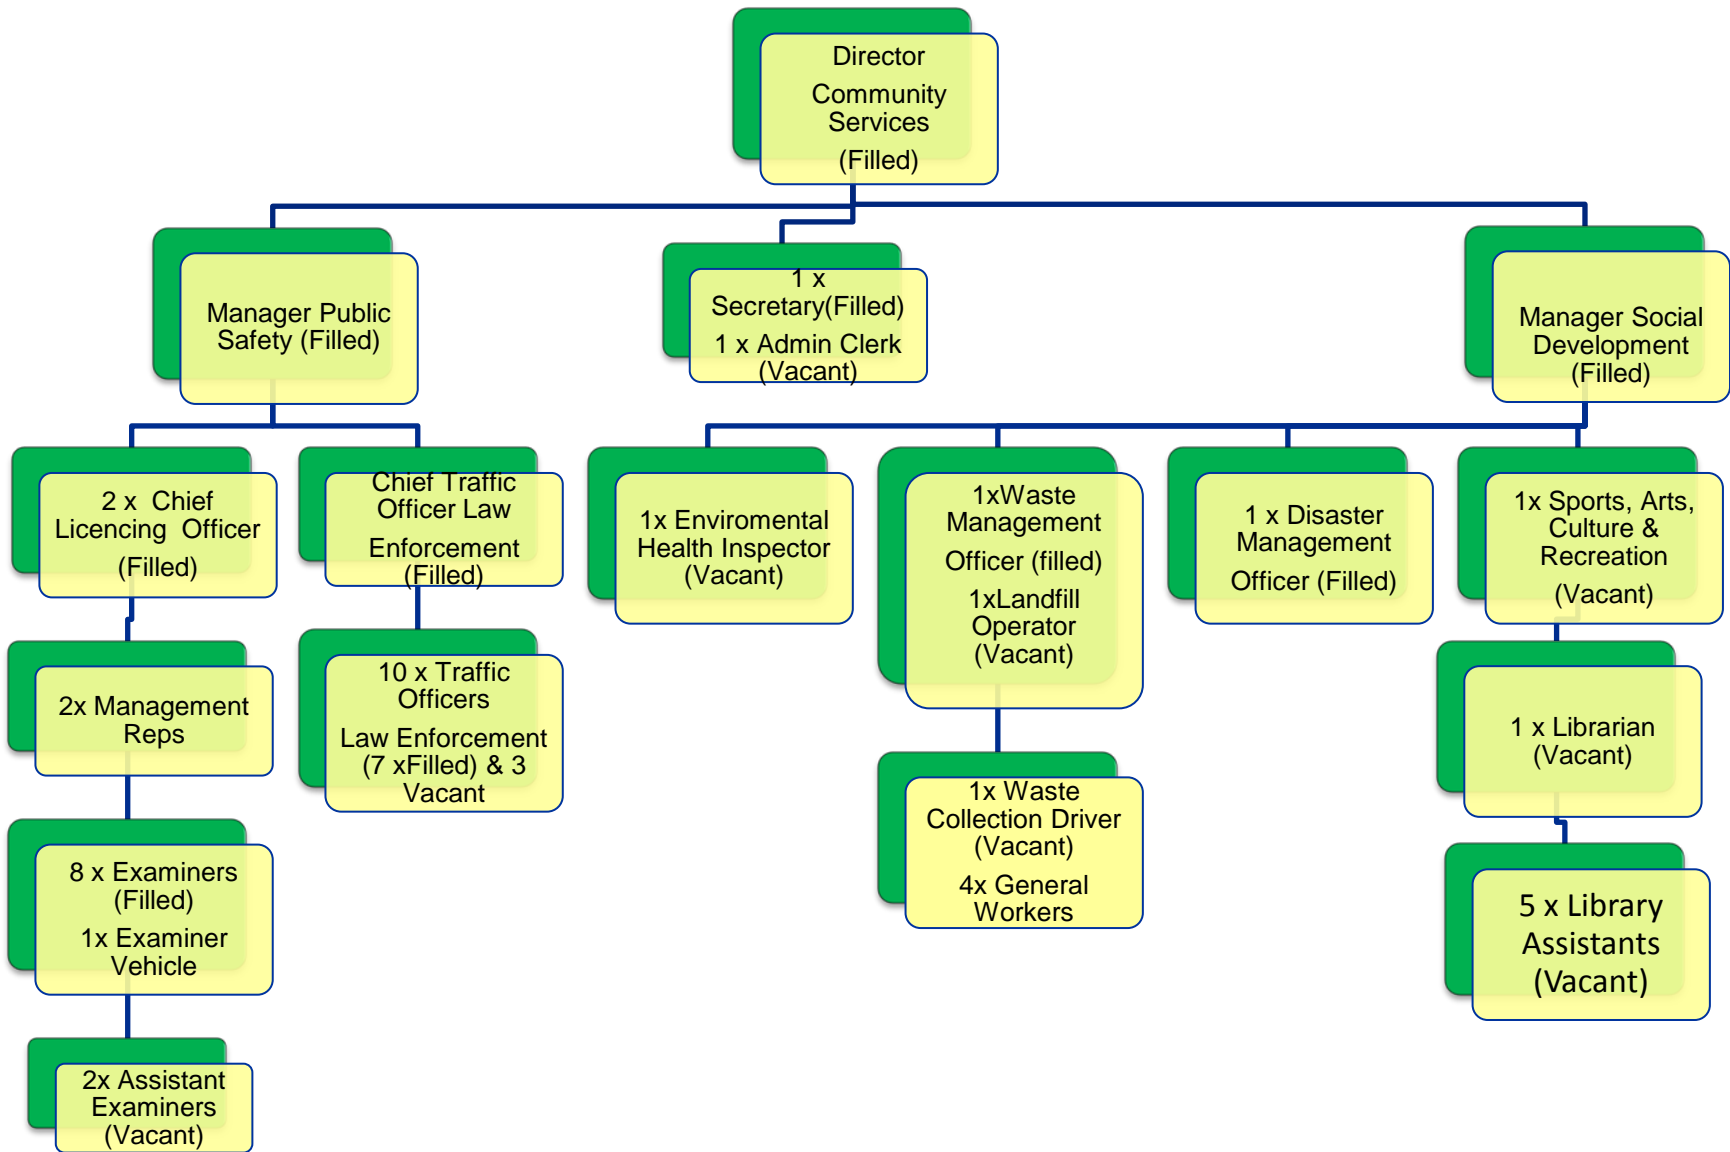 Director
Community
Services
(Filled)
Manager Public
Safety (Filled)
1 x
Secretary(Filled)
1 x Admin Clerk
(Vacant)
Manager Social
Development
(Filled)
2 x  Chief
Licencing  Officer
(Filled)
Chief Traffic
Officer Law
Enforcement
(Filled)
1x Enviromental
Health Inspector
(Vacant)
1xWaste
Management
Officer (filled)
1xLandfill
Operator
(Vacant)
1 x Disaster
Management
Officer (Filled)
1x Sports, Arts,
Culture &
Recreation
(Vacant)
2x Management
Reps
10 x Traffic
Officers
Law Enforcement
(7 xFilled) & 3
Vacant
1x Waste
Collection Driver
(Vacant)
4x General
Workers
1 x Librarian
(Vacant)
8 x Examiners
(Filled)
1x Examiner
Vehicle
5 x Library
Assistants
(Vacant)
2x Assistant
Examiners
(Vacant)